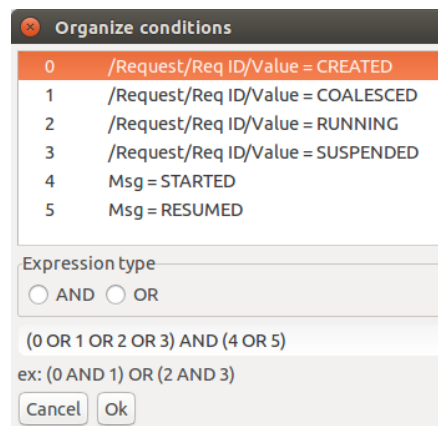 Organize conditions
0 /Request/Req ID/Value = CREATED
1 /Request/Req ID/Value = COALESCED
2 /Request/Req ID/Value = RUNNING
3 /Request/Req ID/Value = SUSPENDED
4 Msg = STARTED
5 Msg = RESUMED
Expression type
AND OR
(0 OR 1 OR 2 OR 3) AND (4 OR 5)
ex: (0 AND 1) OR (2 AND 3)
Cancel Ok